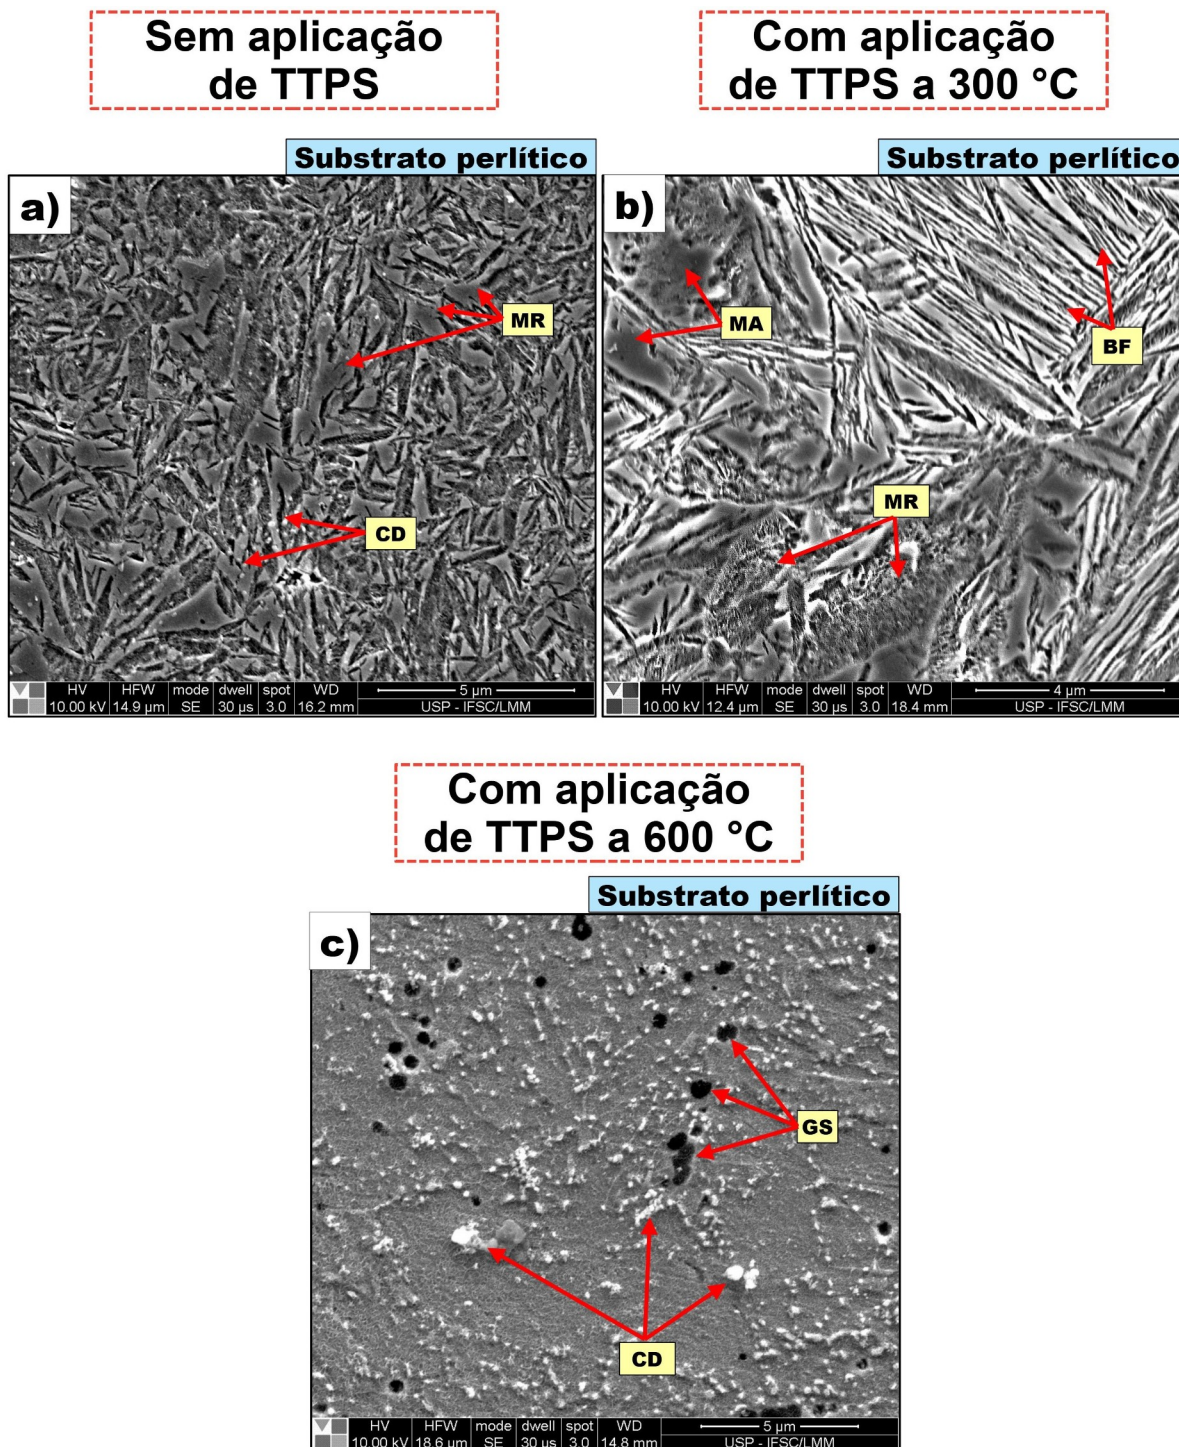 Sem aplicação
de TTPS
Com aplicação
de TTPS a 300 °C
Substrato perlítico
a)
MR
CD
HV HFW mode dwell spot WD 5 µm
10.00 kV 14.9 µm SE 30 µs 3.0 16.2 mm USP - IFSC/LMM
Substrato perlítico
b)
MA
BF
MR
HV HFW mode dwell spot WD 4 µm
10.00 kV 12.4 µm SE 30 µs 3.0 18.4 mm USP - IFSC/LMM
Com aplicação
de TTPS a 600 °C
Substrato perlítico
c)
GS
CD
HV HFW mode dwell spot WD 5 µm
10.00 kV 18.6 µm SE 30 µs 3.0 14.8 mm USP - IFSC/LMM